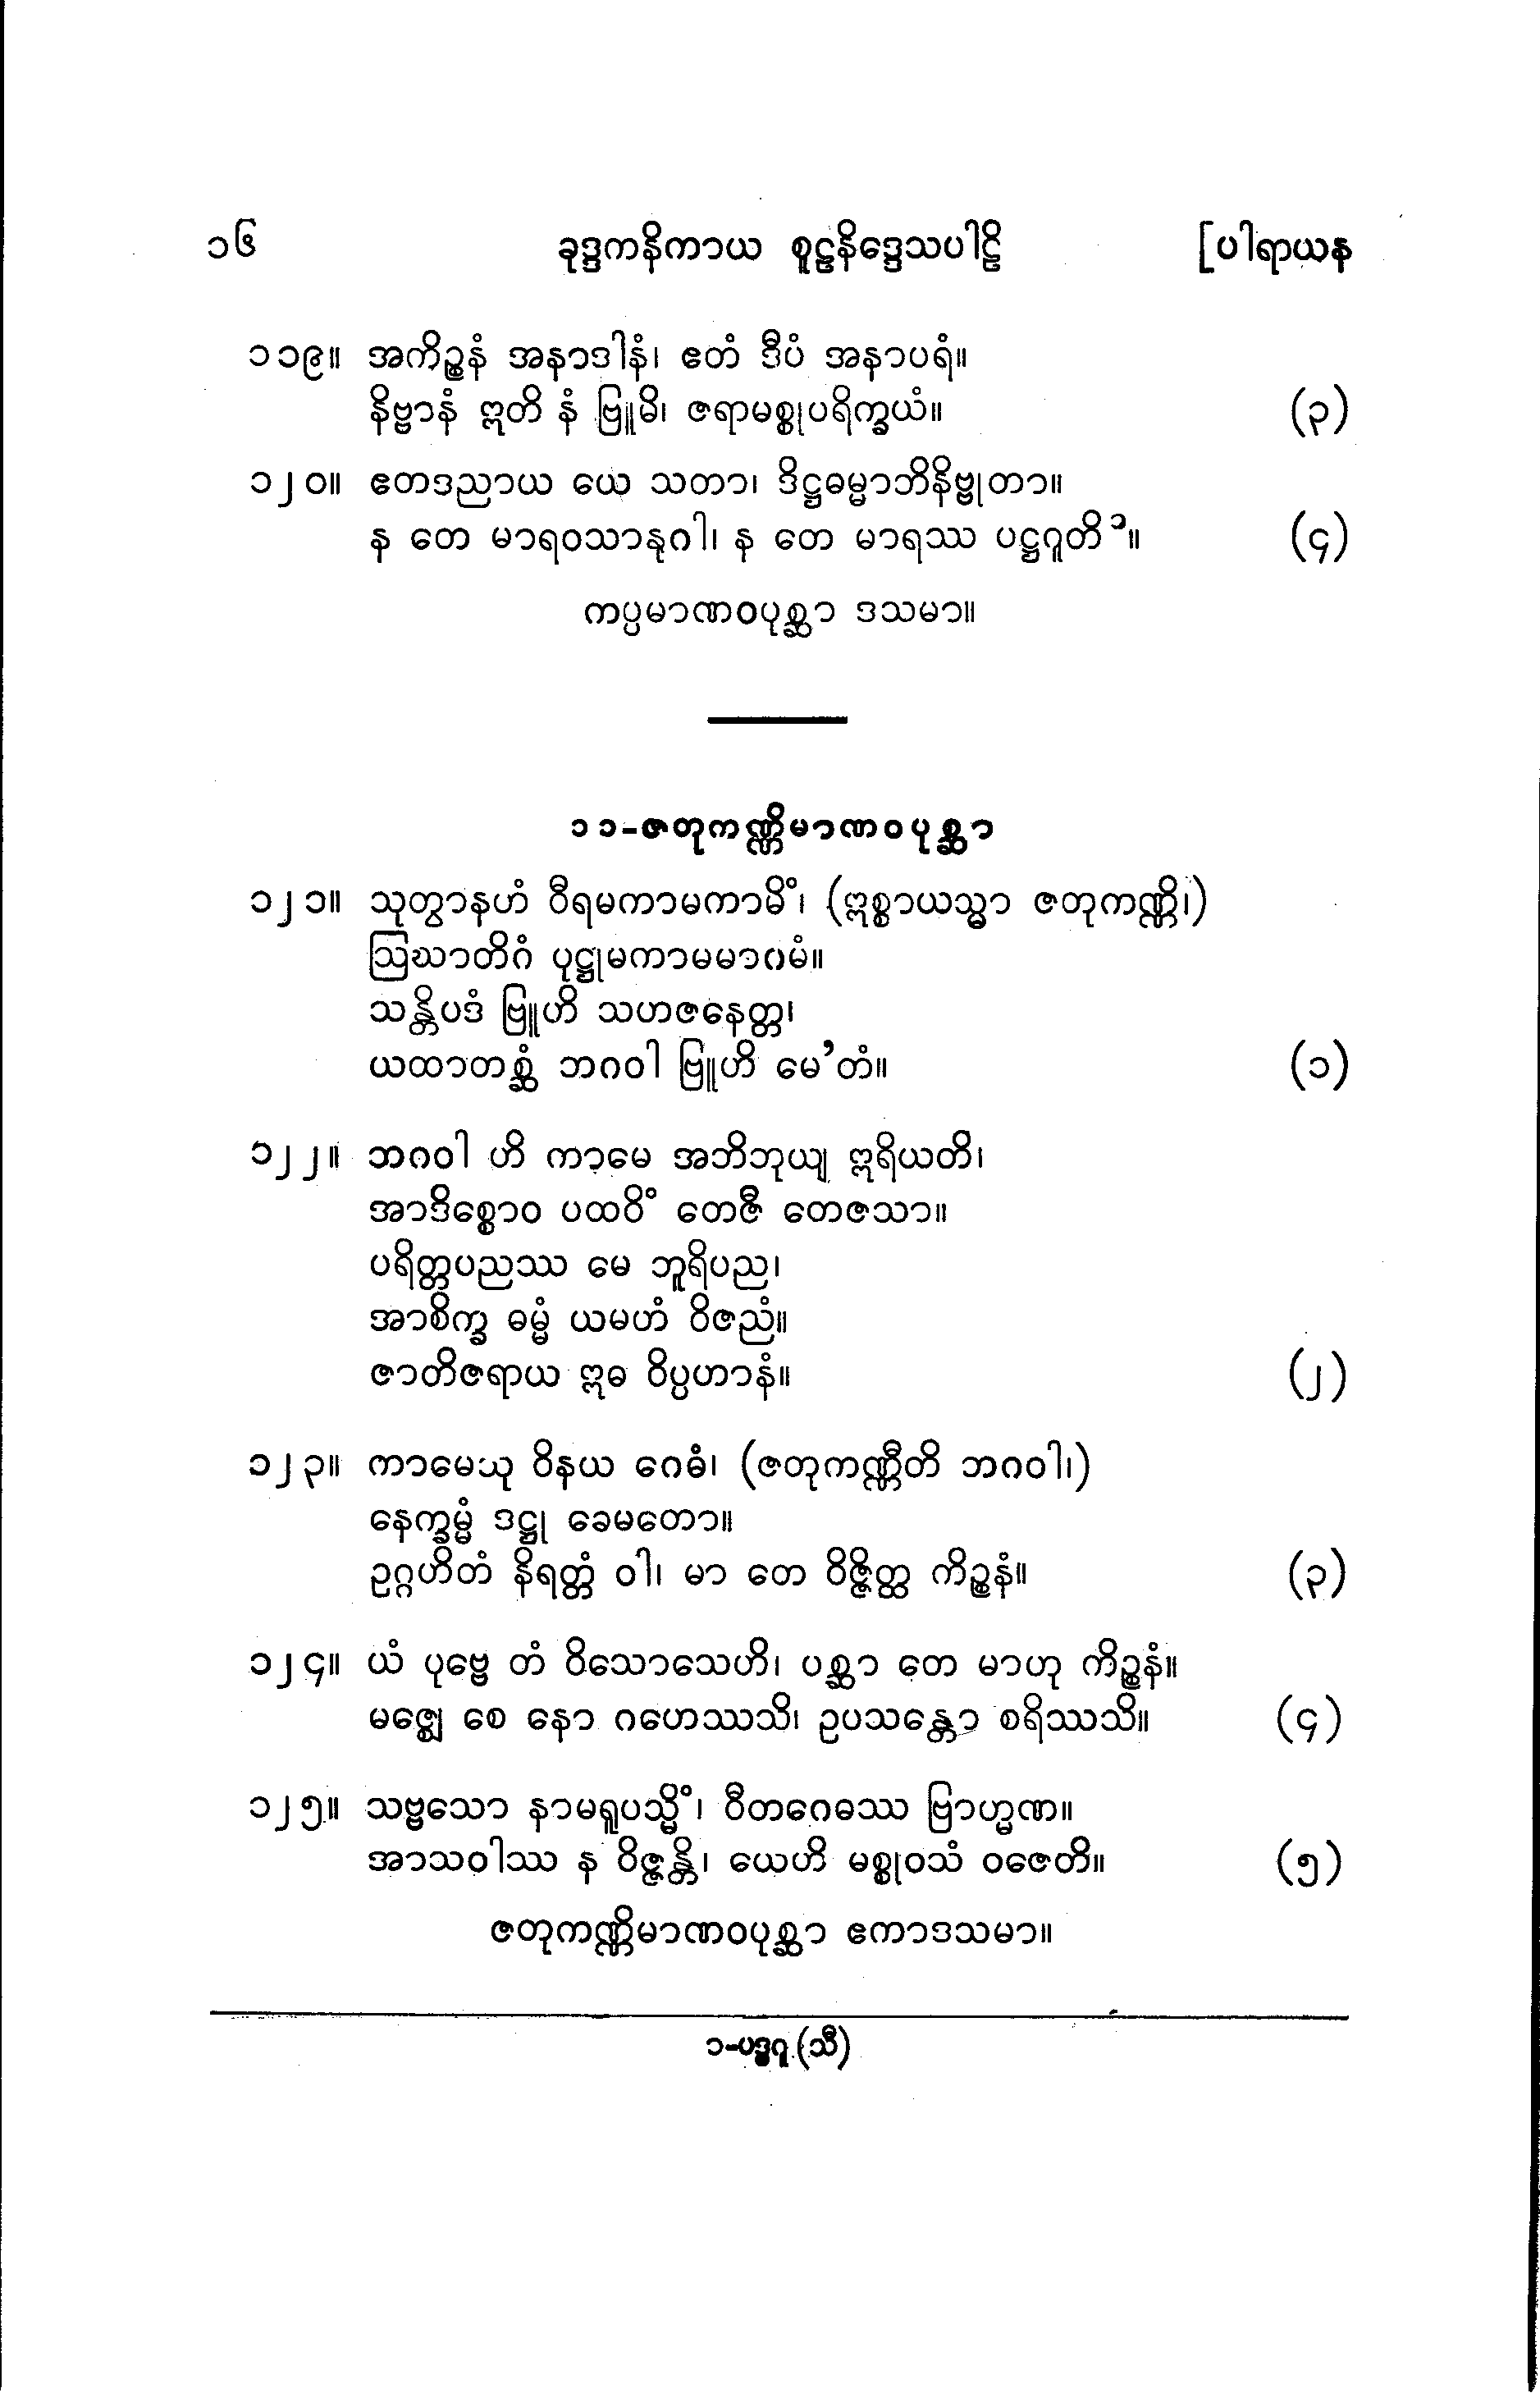 ၁၆ ခုဒ္ဒကနိကာယ စူဠနိဒ္ဒေသပါဠိ [ပါရာယန
၁၁၉။ အကိဉ္စနံ အနာဒါနံ၊ ဧတံ ဒီပံ အနာပရံ။
နိဗ္ဗာနံ ဣတိ နံ ဗြူမိ၊ ဇရာမစ္စုပရိက္ခယံ။ (၃)
၁၂၀။ ဧတဒညာယ ယေ သတာ၊ ဒိဋ္ဌဓမ္မာဘိနိဗ္ဗုတာ။
န တေ မာရဝသာနုဂါ၊ န တေ မာရဿ ပဋ္ဌဂူတိ ၁။ (၄)
ကပ္ပမာဏဝပုစ္ဆာ ဒသမာ။
၁၁-ဇတုကဏ္ဏိမာဏဝပုစ္ဆာ
၁၂၁။ သုတွာနဟံ ဝီရမကာမကာမိံ၊ (ဣစ္စာယသ္မာ ဇတုကဏ္ဏိ၊)
ဩဃာတိဂံ ပုဋ္ဌုမကာမမာဂမံ။
သန္တိပဒံ ဗြူဟိ သဟဇနေတ္တ၊
ယထာတစ္ဆံ ဘဂဝါ ဗြူဟိ မေ’တံ။ (၁)
၁၂၂။ ဘဂဝါ ဟိ ကာမေ အဘိဘုယျ ဣရိယတိ၊
အာဒိစ္စောဝ ပထဝိံ တေဇီ တေဇသာ။
ပရိတ္တပညဿ မေ ဘူရိပည၊
အာစိက္ခ ဓမ္မံ ယမဟံ ဝိဇညံ။
ဇာတိဇရာယ ဣဓ ဝိပ္ပဟာနံ။ (၂)
၁၂၃။ ကာမေသု ဝိနယ ဂေဓံ၊ (ဇတုကဏ္ဏီတိ ဘဂဝါ၊)
နေက္ခမ္မံ ဒဋ္ဌု ခေမတော။
ဥဂ္ဂဟိတံ နိရတ္တံ ဝါ၊ မာ တေ ဝိဇ္ဇိတ္ထ ကိဉ္စနံ။ (၃)
၁၂၄။ ယံ ပုဗ္ဗေ တံ ဝိသောသေဟိ၊ ပစ္ဆာ တေ မာဟု ကိဉ္စနံ။
မဇ္ဈေ စေ နော ဂဟေဿသိ၊ ဥပသန္တော စရိဿသိ။ (၄)
၁၂၅။ သဗ္ဗသော နာမရူပသ္မိံ၊ ဝီတဂေဓဿ ဗြာဟ္မဏ။
အာသဝါဿ န ဝိဇ္ဇန္တိ၊ ယေဟိ မစ္စုဝသံ ဝဇေတိ။ (၅)
ဇတုကဏ္ဏိမာဏဝပုစ္ဆာ ဧကာဒသမာ။
၁-ပဒ္ဓဂူ (သီ)